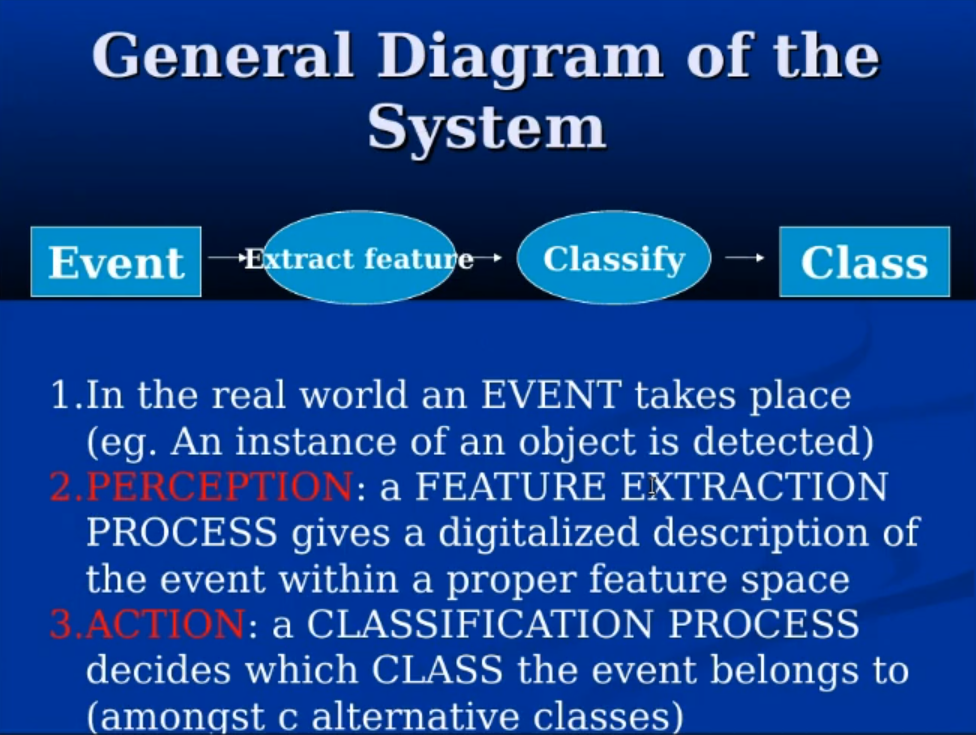 General Diagram of the
System
Event
Extract feature
Classify
Class
1.In the real world an EVENT takes place
(eg. An instance of an object is detected)
2.PERCEPTION: a FEATURE EXTRACTION
PROCESS gives a digitalized description of
the event within a proper feature space
3.ACTION: a CLASSIFICATION PROCESS
decides which CLASS the event belongs to
(amongst c alternative classes)